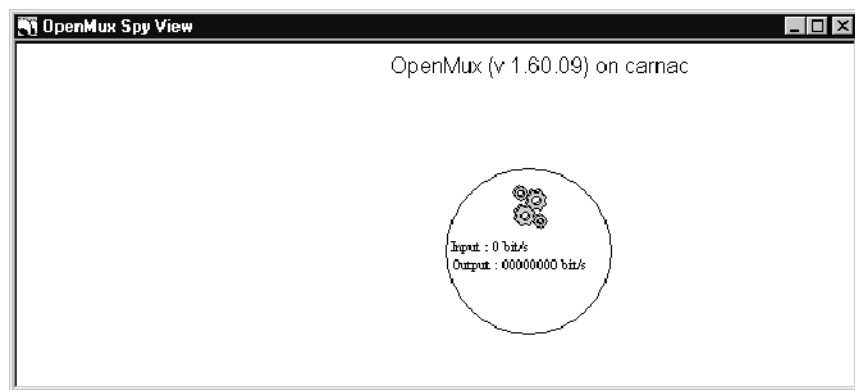 OpenMux Spy View
OpenMux (v 1.60.09) on carnac
Input : 0 bit/s
Output : 00000000 bit/s